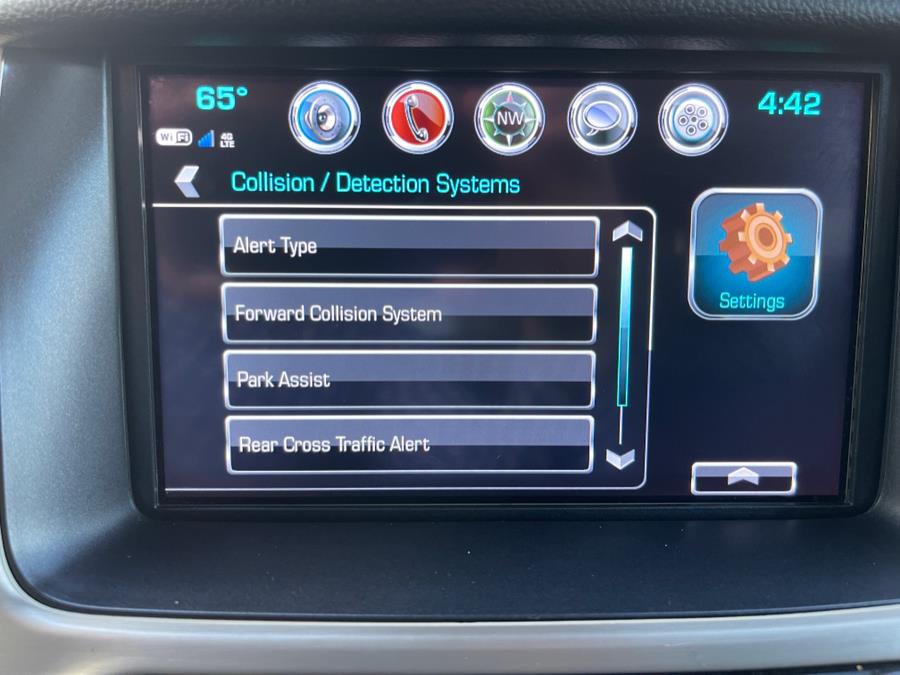 65°
4:42
NW
WiFi
4G
LTE
Collision / Detection Systems
Alert Type
Forward Collision System
Park Assist
Rear Cross Traffic Alert
Settings